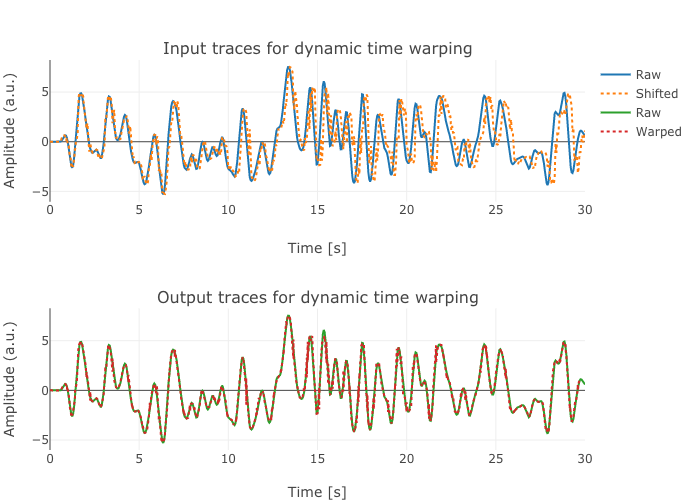 Input traces for dynamic time warping
Amplitude (a.u.)
5
0
−5
0 5 10 15 20 25 30
Time [s]
Raw
Shifted
Raw
Warped
Output traces for dynamic time warping
Amplitude (a.u.)
5
0
−5
0 5 10 15 20 25 30
Time [s]